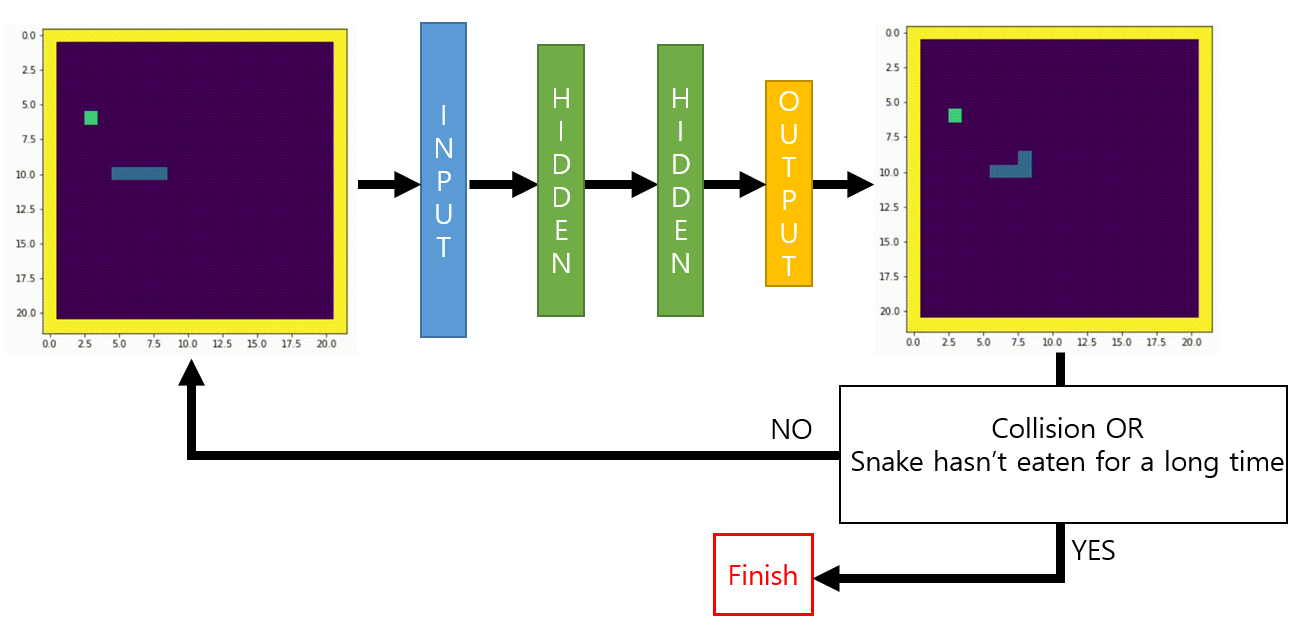 0.0
2.5
5.0
7.5
10.0
12.5
15.0
17.5
20.0
0.0 2.5 5.0 7.5 10.0 12.5 15.0 17.5 20.0
INPUT
HIDDEN
HIDDEN
OUTPUT
0.0
2.5
5.0
7.5
10.0
12.5
15.0
17.5
20.0
0.0 2.5 5.0 7.5 10.0 12.5 15.0 17.5 20.0
NO
Collision OR
Snake hasn't eaten for a long time
YES
Finish